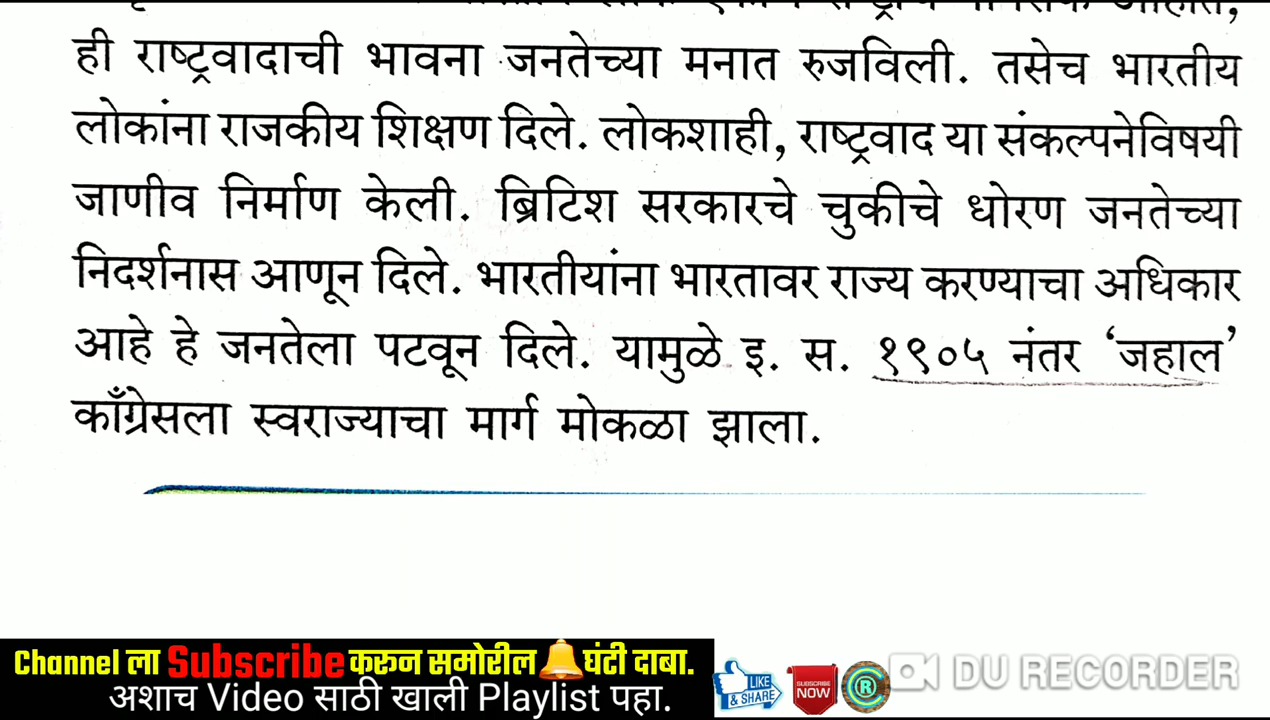 ही राष्ट्रवादाची भावना जनतेच्या मनात रुजविली. तसेच भारतीय
लोकांना राजकीय शिक्षण दिले. लोकशाही, राष्ट्रवाद या संकल्पनेविषयी
जाणीव निर्माण केली. ब्रिटिश सरकारचे चुकीचे धोरण जनतेच्या
निदर्शनास आणून दिले. भारतीयांना भारतावर राज्य करण्याचा अधिकार
आहे हे जनतेला पटवून दिले. यामुळे इ. स. १९०५ नंतर ‘जहाल’
काँग्रेसला स्वराज्याचा मार्ग मोकळा झाला.
Channel ला Subscribe करून समोरील घंटी दाबा.
अशाच Video साठी खाली Playlist पहा.
LIKE & SHARE
SUBSCRIBE NOW
R
DU RECORDER